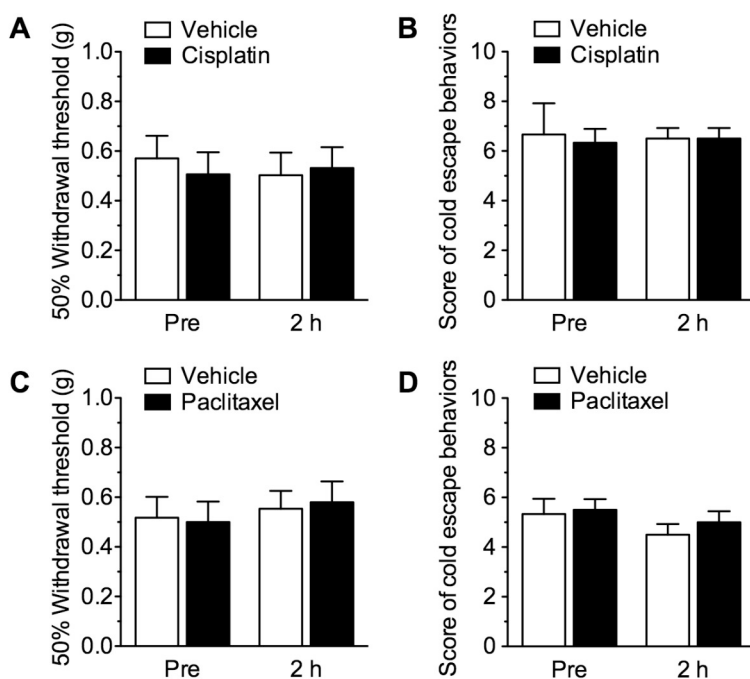 A
Vehicle
Cisplatin
50% Withdrawal threshold (g)
1.0
0.8
0.6
0.4
0.2
0.0
Pre 2 h
B
Vehicle
Cisplatin
Score of cold escape behaviors
10
8
6
4
2
0
Pre 2 h
C
Vehicle
Paclitaxel
50% Withdrawal threshold (g)
1.0
0.8
0.6
0.4
0.2
0.0
Pre 2 h
D
Vehicle
Paclitaxel
Score of cold escape behaviors
10
8
6
4
2
0
Pre 2 h